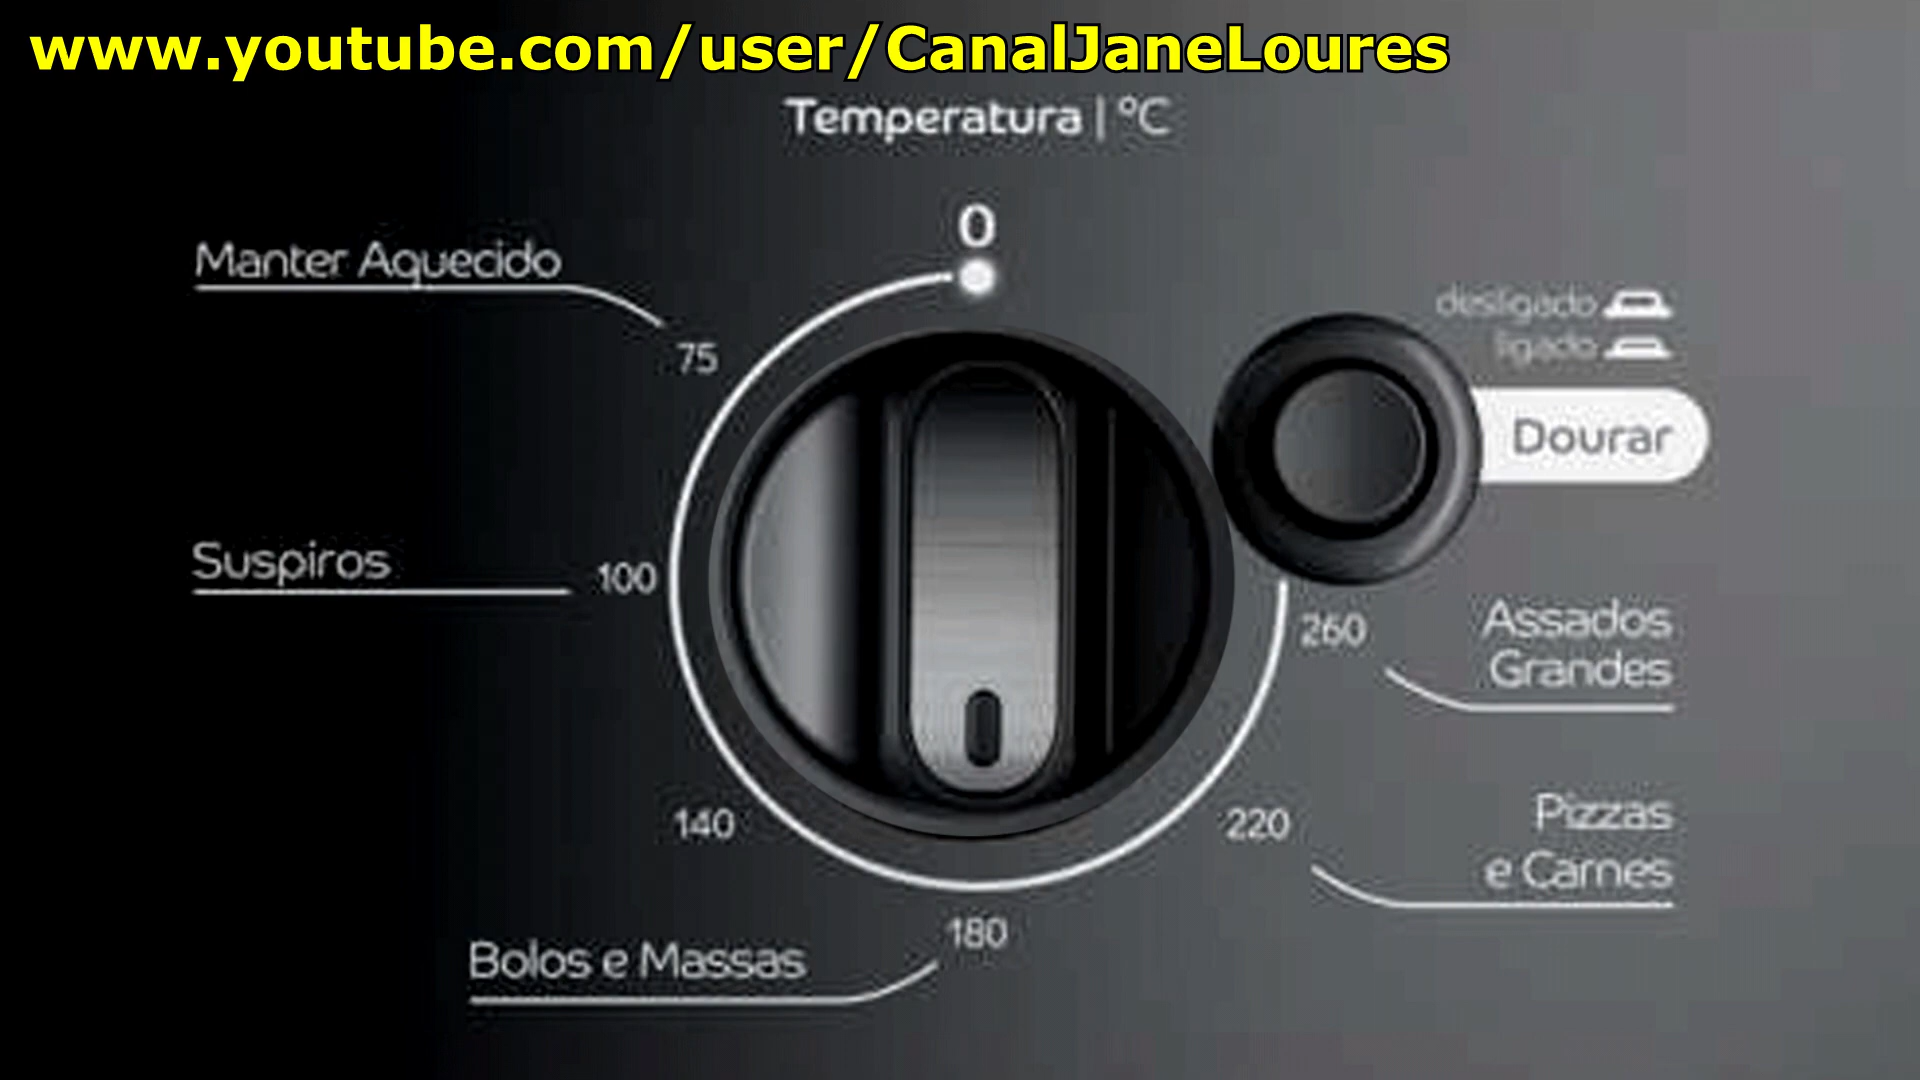 www.youtube.com/user/CanalJaneLoures
Temperatura | °C
0
Manter Aquecido
75
desligado
ligado
Dourar
Suspiros
100
260
Assados
Grandes
140
220
Pizzas
e Carnes
180
Bolos e Massas